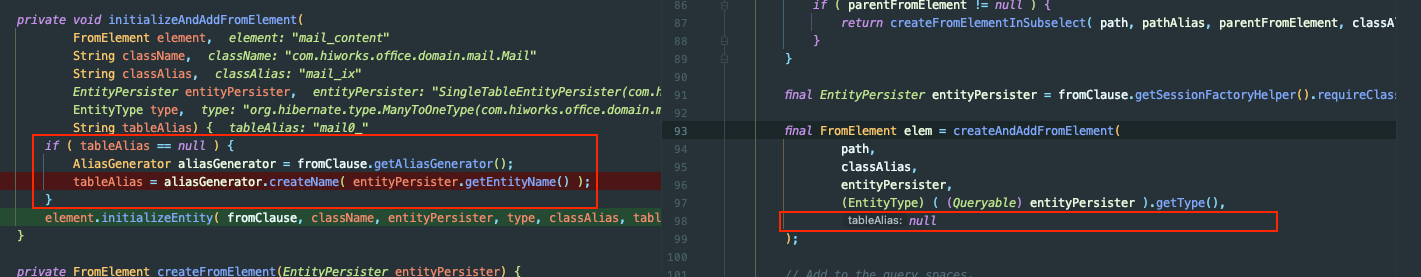 private void initializeAndAddFromElement(
FromElement element,  element: "mail_content"
String className,  className: "com.hiworks.office.domain.mail.Mail"
String classAlias,  classAlias: "mail_ix"
EntityPersister entityPersister,  entityPersister: "SingleTableEntityPersister(com.h
EntityType type,  type: "org.hibernate.type.ManyToOneType(com.hiworks.office.domain.m
String tableAlias) {  tableAlias: "mail0_"
if ( tableAlias == null ) {
AliasGenerator aliasGenerator = fromClause.getAliasGenerator();
tableAlias = aliasGenerator.createName( entityPersister.getEntityName() );
}
element.initializeEntity( fromClause, className, entityPersister, type, classAlias, tabl
}
private FromElement createFromElement(EntityPersister entityPersister) {
86 if ( parentFromElement != null ) {
87 return createFromElementInSubselect( path, pathAlias, parentFromElement, classAl
88 }
89 }
90
91 final EntityPersister entityPersister = fromClause.getSessionFactoryHelper().requireClass
92
93 final FromElement elem = createAndAddFromElement(
94 path,
95 classAlias,
96 entityPersister,
97 (EntityType) ( (Queryable) entityPersister ).getType(),
98 tableAlias: null
99 );
100
101 // Add to the query spaces.